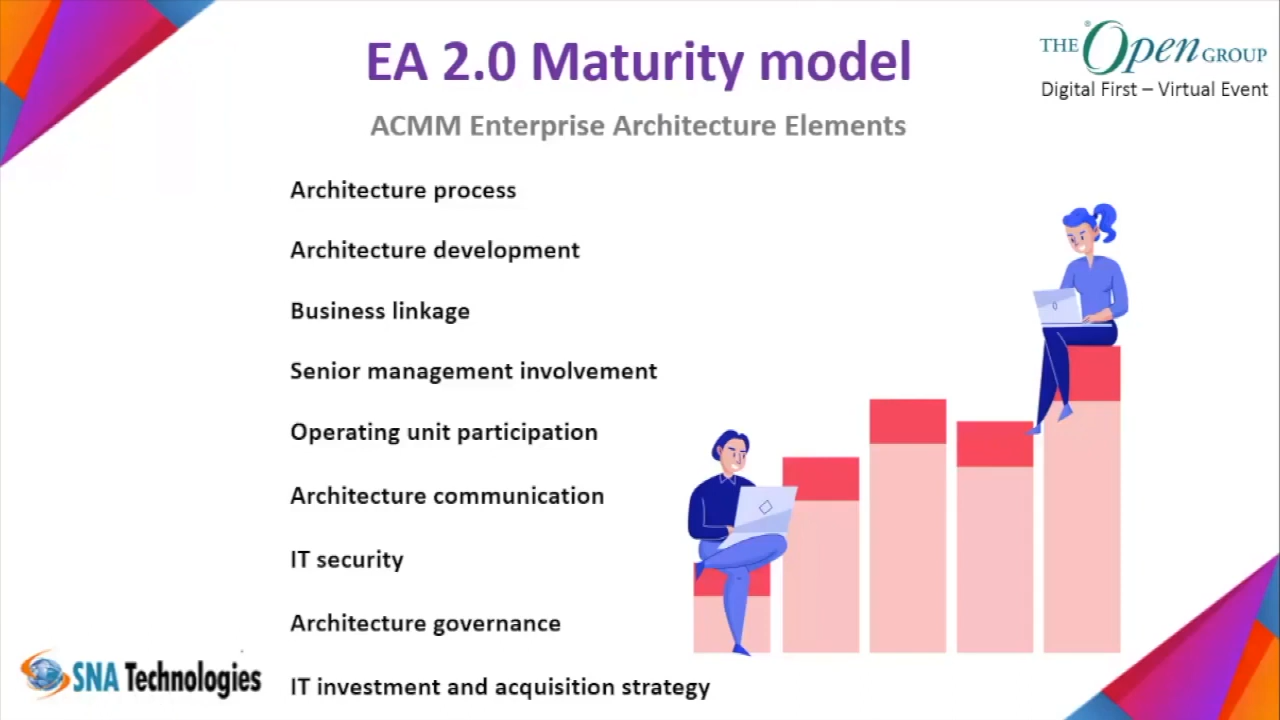 EA 2.0 Maturity model
THE Open GROUP
®
Digital First – Virtual Event
ACMM Enterprise Architecture Elements
Architecture process
Architecture development
Business linkage
Senior management involvement
Operating unit participation
Architecture communication
IT security
Architecture governance
IT investment and acquisition strategy
SNA Technologies